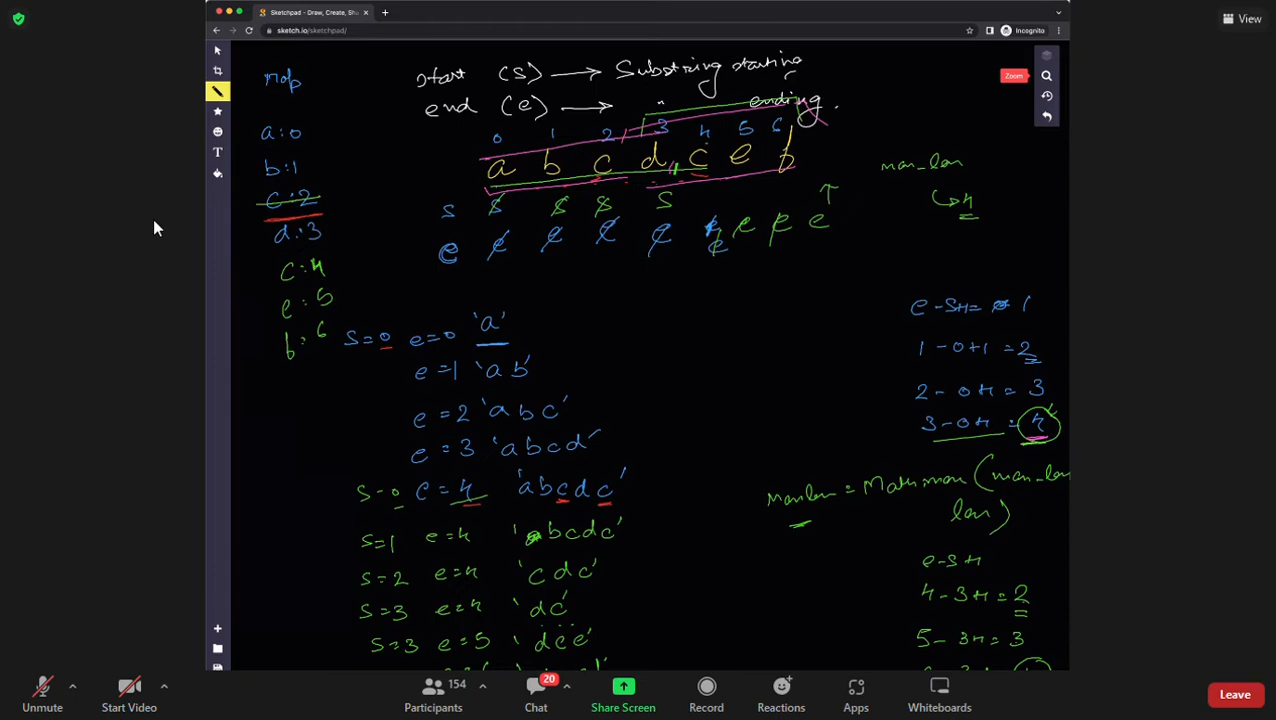 View
Sketchpad - Draw, Create, Sha
sketch.io/sketchpad/
Incognito
Zoom
Map
a:0
b:1
c:2
d:3
c:4
e:5
b:6
start (s) → Substring starting
end (e) → " ending.
0 1 2 3 4 5 6
a b c d c e b
s s s s s
e e e e e e e e e
max_len
↳ 4
s=0 e=0 'a'
e=1 'ab'
e=2 'abc'
e=3 'abcd'
s=0 e=4 'abcdc'
s=1 e=4 'bcdc'
s=2 e=4 'cdc'
s=3 e=4 'dc'
s=3 e=5 'dce'
e-s+1= 1
1-0+1=2
2-0+1=3
3-0+1=4
maxlen = Math.max(max_len
len)
e-s+1
4-3+1=2
5-3+1=3
Unmute
Start Video
154
Participants
20
Chat
Share Screen
Record
Reactions
Apps
Whiteboards
Leave